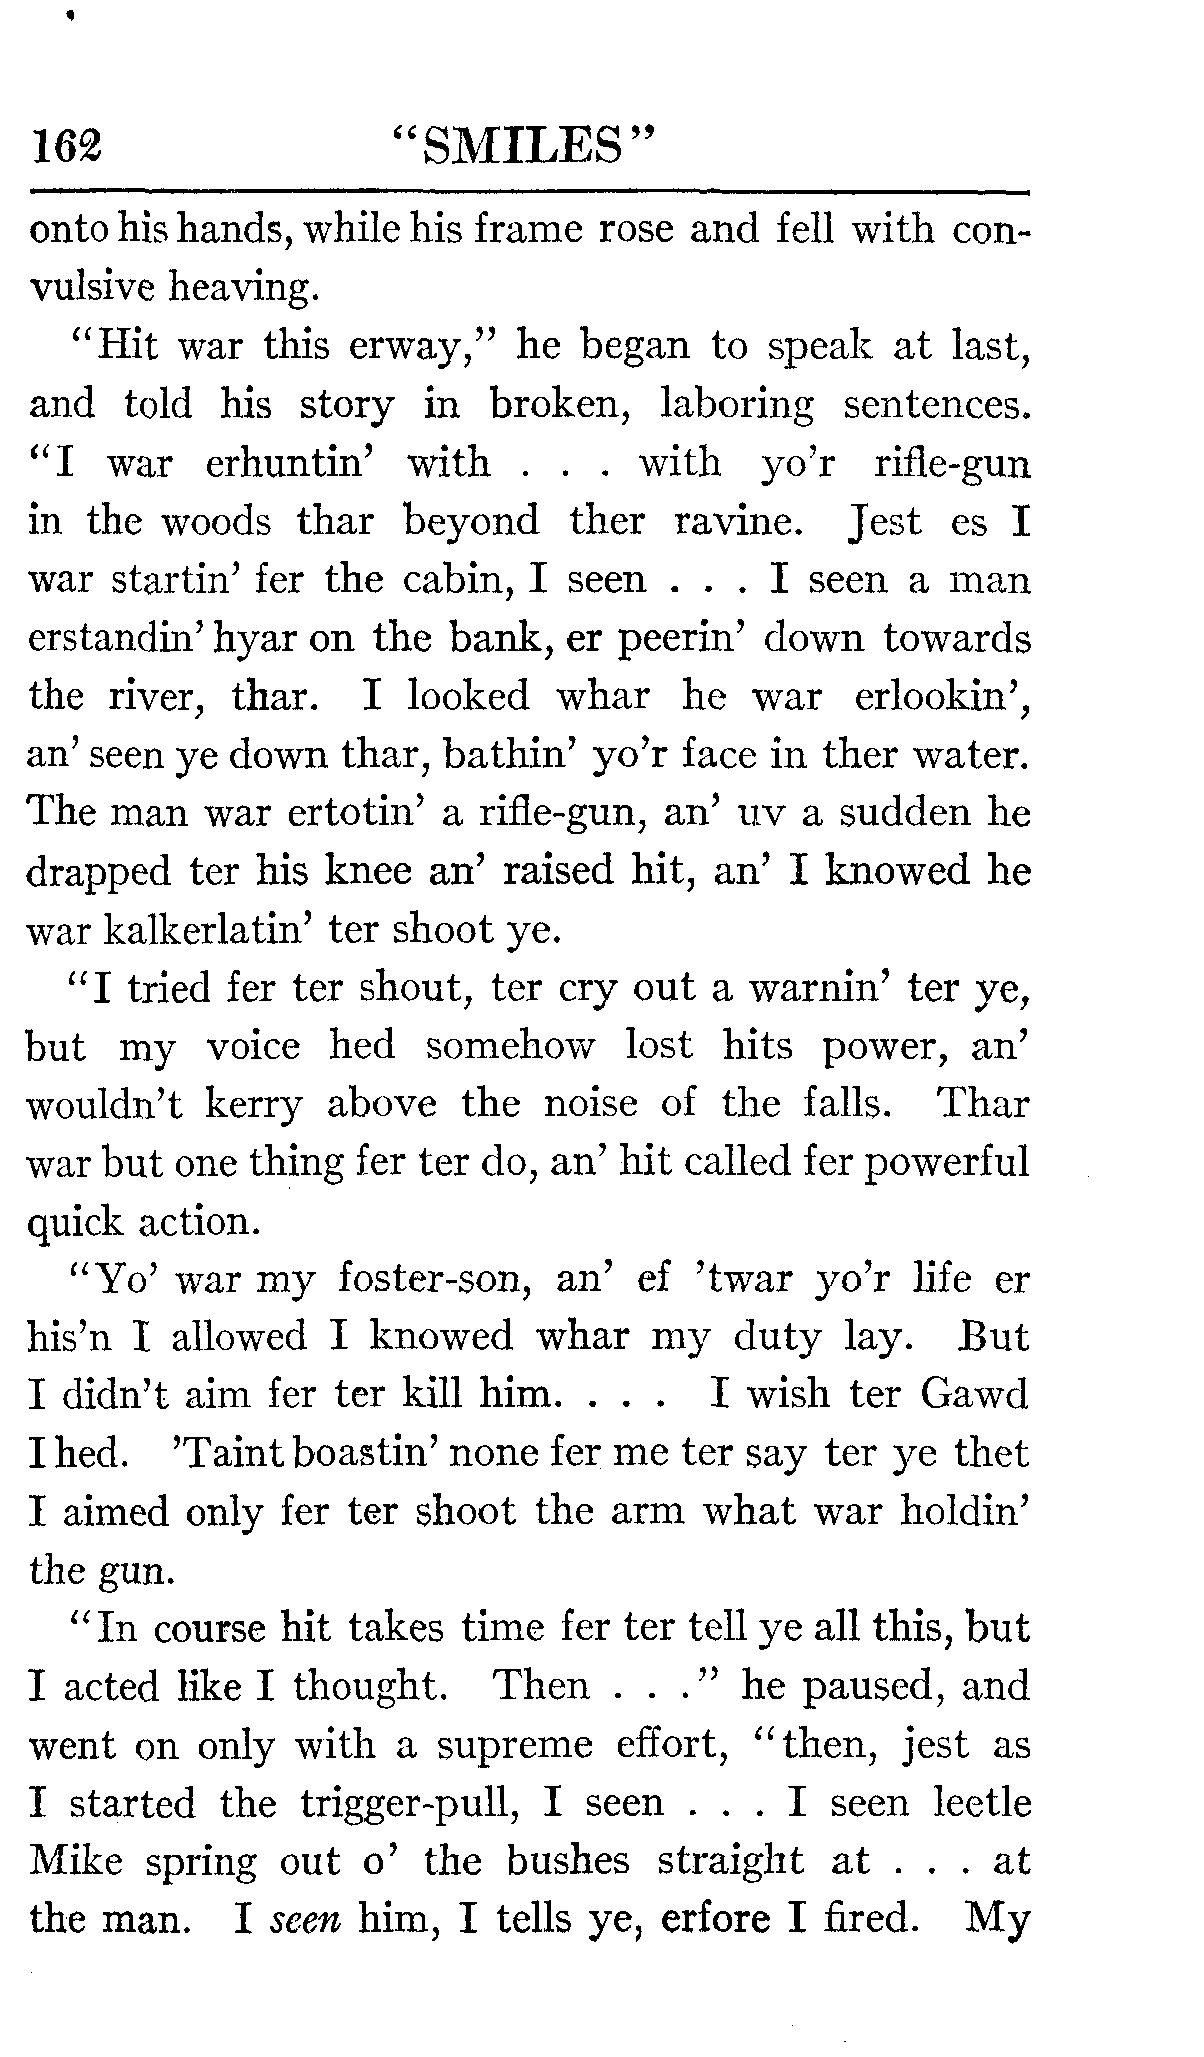 162 "SMILES"
onto his hands, while his frame rose and fell with con-
vulsive heaving.
"Hit war this erway," he began to speak at last,
and told his story in broken, laboring sentences.
"I war erhuntin' with . . . with yo'r rifle-gun
in the woods thar beyond ther ravine. Jest es I
war startin' fer the cabin, I seen . . . I seen a man
erstandin' hyar on the bank, er peerin' down towards
the river, thar. I looked whar he war erlookin',
an' seen ye down thar, bathin' yo'r face in ther water.
The man war ertotin' a rifle-gun, an' uv a sudden he
drapped ter his knee an' raised hit, an' I knowed he
war kalkerlatin' ter shoot ye.
"I tried fer ter shout, ter cry out a warnin' ter ye,
but my voice hed somehow lost hits power, an'
wouldn't kerry above the noise of the falls. Thar
war but one thing fer ter do, an' hit called fer powerful
quick action.
"Yo' war my foster-son, an' ef 'twar yo'r life er
his'n I allowed I knowed whar my duty lay. But
I didn't aim fer ter kill him. . . . I wish ter Gawd
I hed. 'Taint boastin' none fer me ter say ter ye thet
I aimed only fer ter shoot the arm what war holdin'
the gun.
"In course hit takes time fer ter tell ye all this, but
I acted like I thought. Then . . ." he paused, and
went on only with a supreme effort, "then, jest as
I started the trigger-pull, I seen . . . I seen leetle
Mike spring out o' the bushes straight at . . . at
the man. I seen him, I tells ye, erfore I fired. My